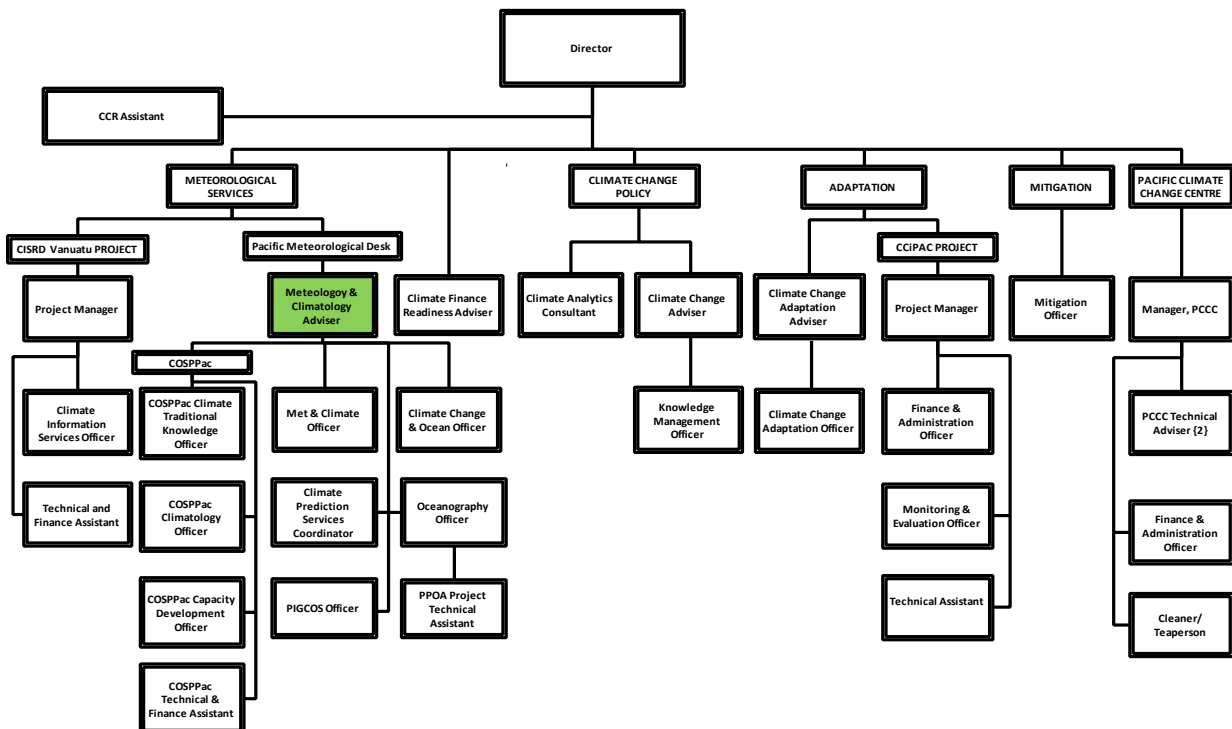 Director
CCR Assistant
METEOROLOGICAL
SERVICES
CLIMATE CHANGE
POLICY
ADAPTATION
MITIGATION
PACIFIC CLIMATE
CHANGE CENTRE
CISRD Vanuatu PROJECT
Pacific Meteorological Desk
CCiPAC PROJECT
Project Manager
Meteologoy &
Climatology
Adviser
Climate Finance
Readiness Adviser
Climate Analytics
Consultant
Climate Change
Adviser
Climate Change
Adaptation
Adviser
Project Manager
Mitigation
Officer
Manager, PCCC
COSPPac
Climate
Information
Services Officer
COSPPac Climate
Traditional
Knowledge
Officer
Met & Climate
Officer
Climate Change
& Ocean Officer
Knowledge
Management
Officer
Climate Change
Adaptation Officer
Finance &
Administration
Officer
PCCC Technical
Adviser {2}
Technical and
Finance Assistant
COSPPac
Climatology
Officer
Climate
Prediction
Services
Coordinator
Oceanography
Officer
Monitoring &
Evaluation Officer
Finance &
Administration
Officer
COSPPac Capacity
Development
Officer
PIGCOS Officer
PPOA Project
Technical
Assistant
Technical Assistant
Cleaner/
Teaperson
COSPPac
Technical &
Finance Assistant